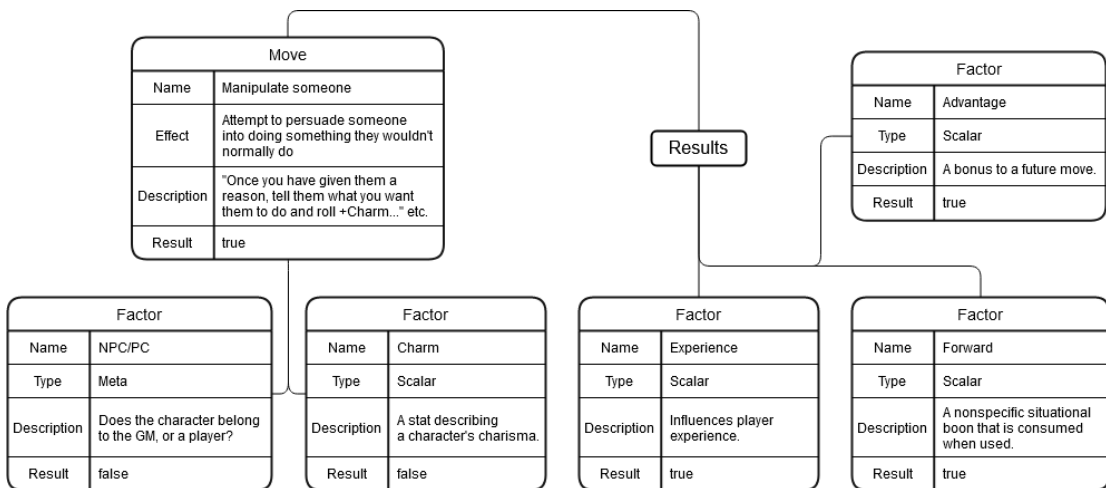 Move
Name
Manipulate someone
Effect
Attempt to persuade someone
into doing something they wouldn't
normally do
Description
"Once you have given them a
reason, tell them what you want
them to do and roll +Charm..." etc.
Result
true
Results
Factor
Name
Advantage
Type
Scalar
Description
A bonus to a future move.
Result
true
Factor
Name
NPC/PC
Type
Meta
Description
Does the character belong
to the GM, or a player?
Result
false
Factor
Name
Charm
Type
Scalar
Description
A stat describing
a character's charisma.
Result
false
Factor
Name
Experience
Type
Scalar
Description
Influences player
experience.
Result
true
Factor
Name
Forward
Type
Scalar
Description
A nonspecific situational
boon that is consumed
when used.
Result
true